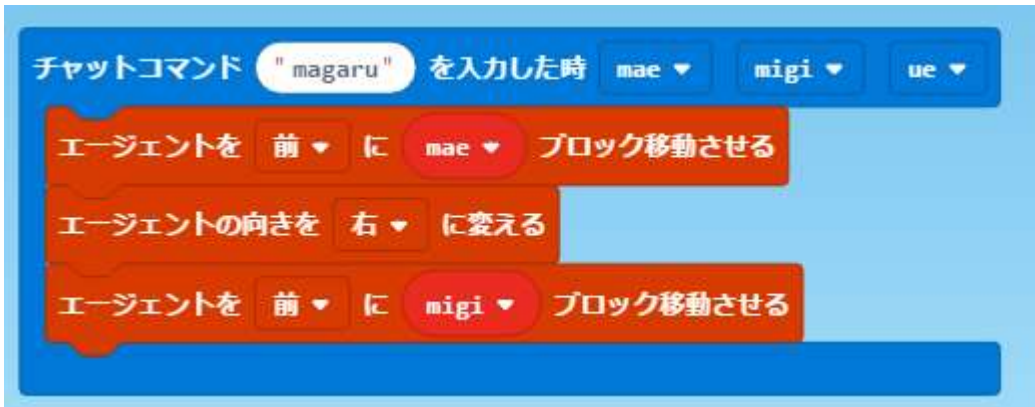 チャットコマンド "magaru" を入力した時 mae migi ue
エージェントを 前 に mae ブロック移動させる
エージェントの向きを 右 に変える
エージェントを 前 に migi ブロック移動させる